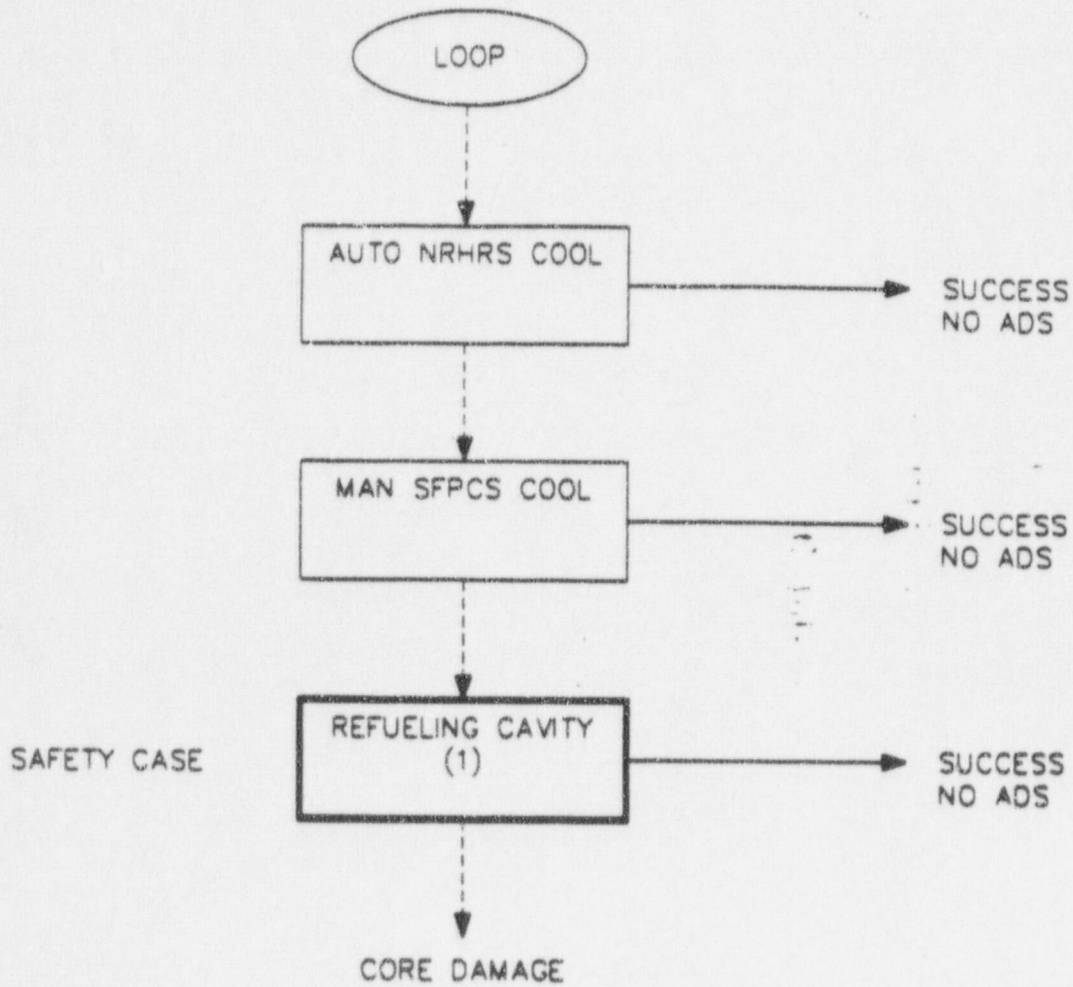 LOOP
AUTO NRHRS COOL
SUCCESS
NO ADS
MAN SFPCS COOL
SUCCESS
NO ADS
SAFETY CASE
REFUELING CAVITY
(1)
SUCCESS
NO ADS
CORE DAMAGE